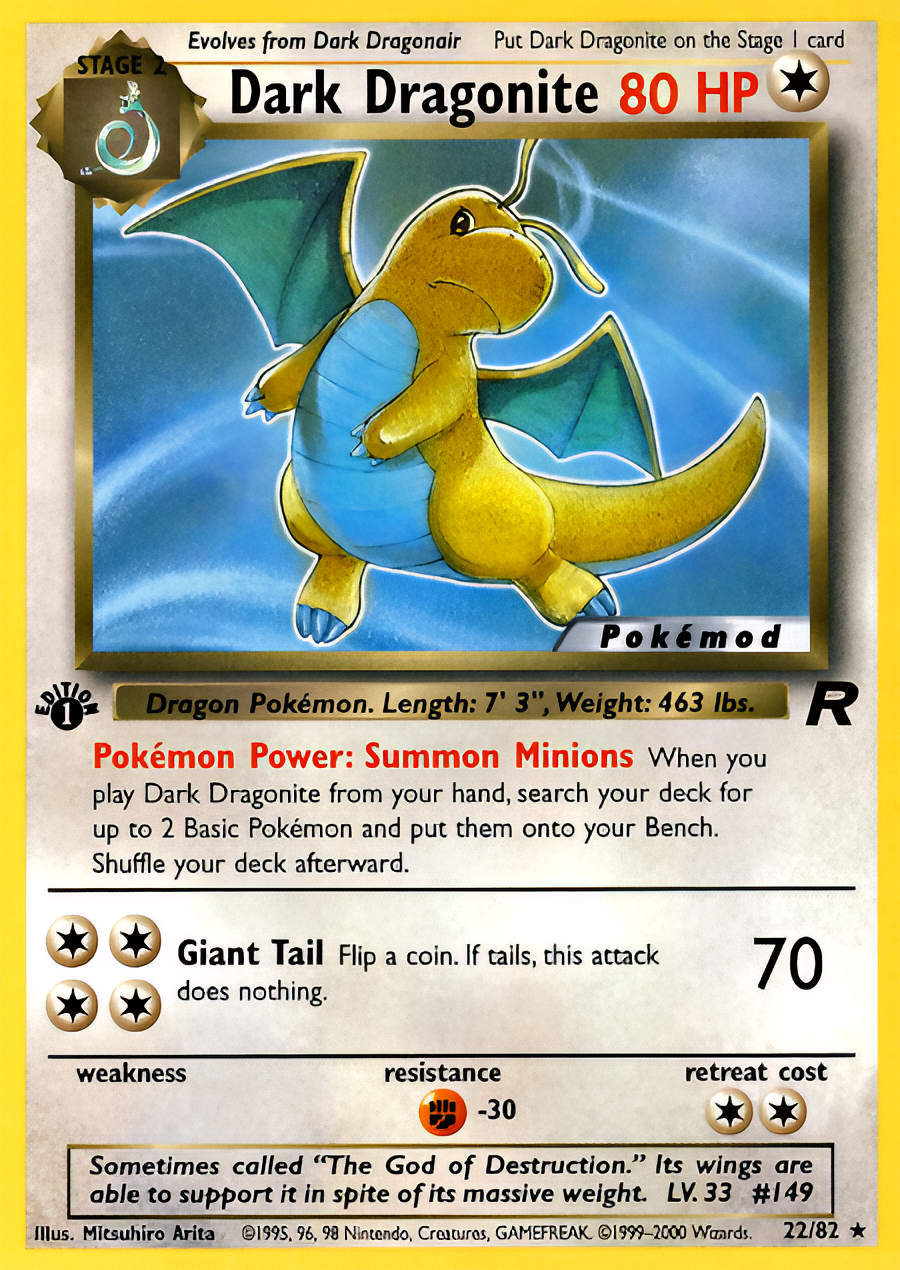 Evolves from Dark Dragonair Put Dark Dragonite on the Stage 1 card
STAGE 2
Dark Dragonite 80 HP
Pokémod
EDITION
1
Dragon Pokémon. Length: 7' 3", Weight: 463 lbs.
R
Pokémon Power: Summon Minions When you
play Dark Dragonite from your hand, search your deck for
up to 2 Basic Pokémon and put them onto your Bench.
Shuffle your deck afterward.
Giant Tail Flip a coin. If tails, this attack
does nothing.
70
weakness resistance retreat cost
-30
Sometimes called “The God of Destruction.” Its wings are
able to support it in spite of its massive weight. LV. 33 #149
Illus. Mitsuhiro Arita ©1995, 96, 98 Nintendo, Creatures, GAMEFREAK. ©1999–2000 Wizards. 22/82 ★